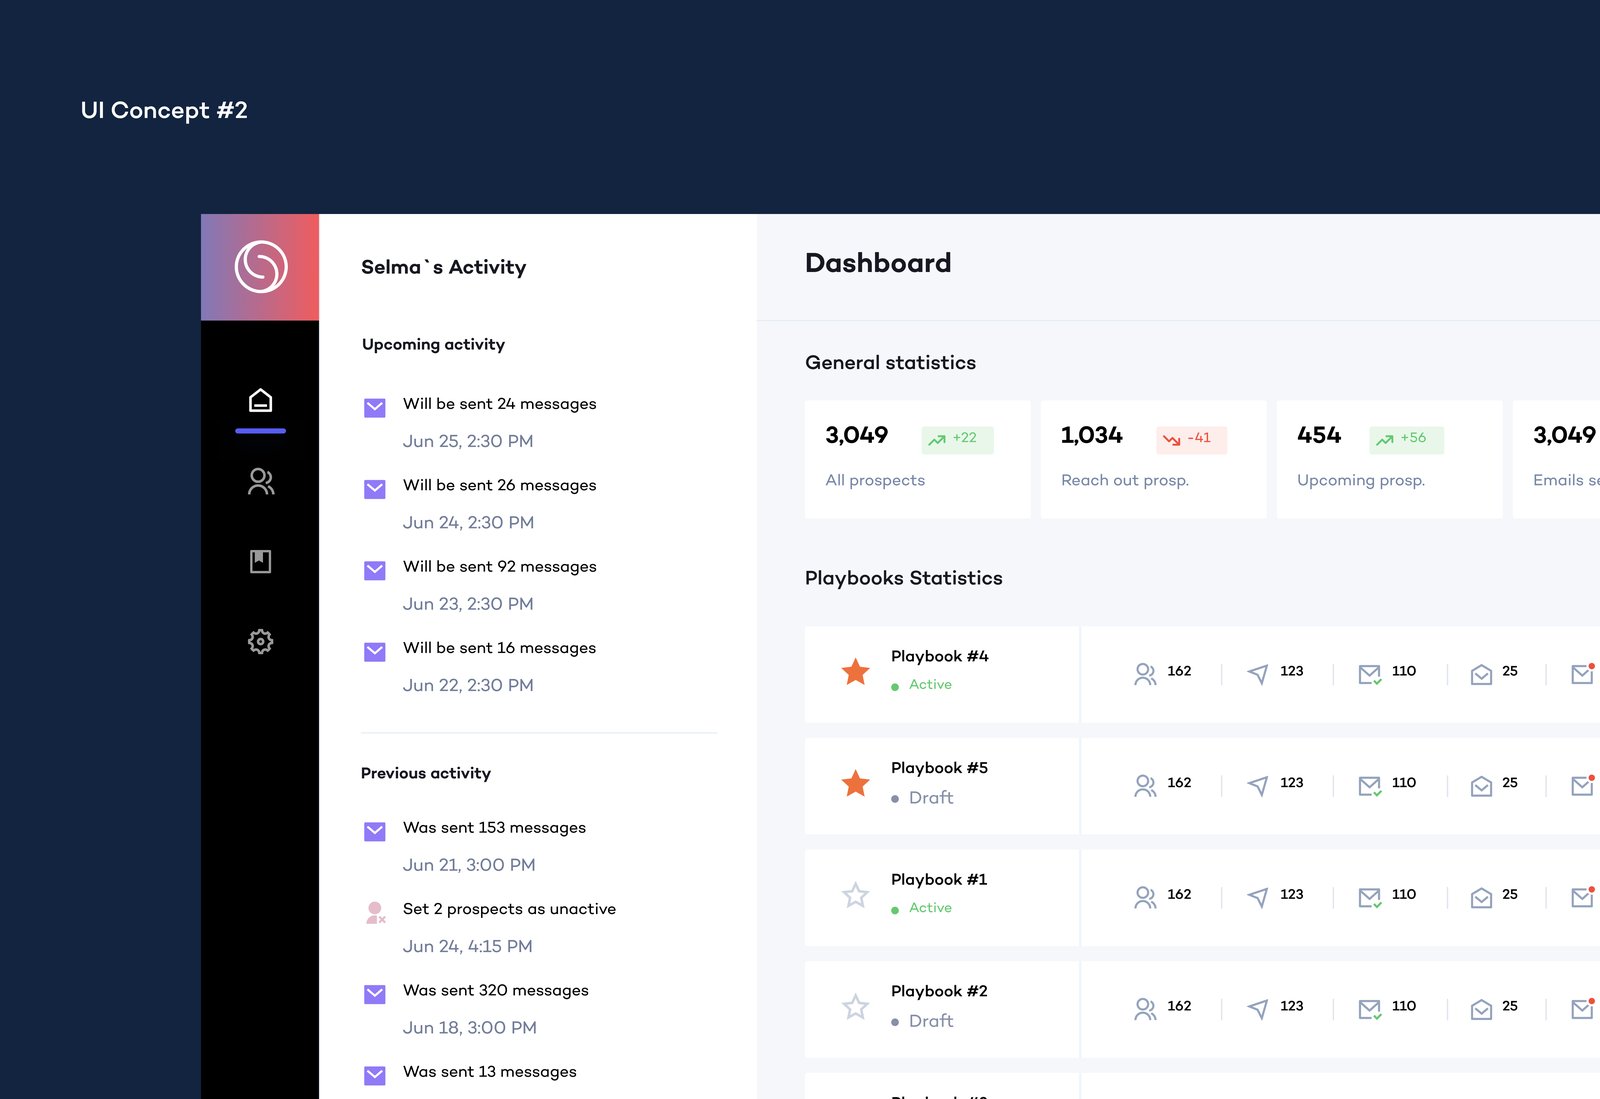 UI Concept #2
Selma`s Activity
Upcoming activity
Will be sent 24 messages
Jun 25, 2:30 PM
Will be sent 26 messages
Jun 24, 2:30 PM
Will be sent 92 messages
Jun 23, 2:30 PM
Will be sent 16 messages
Jun 22, 2:30 PM
Previous activity
Was sent 153 messages
Jun 21, 3:00 PM
Set 2 prospects as unactive
Jun 24, 4:15 PM
Was sent 320 messages
Jun 18, 3:00 PM
Was sent 13 messages
Dashboard
General statistics
3,049 +22
All prospects
1,034 -41
Reach out prosp.
454 +56
Upcoming prosp.
3,049
Emails
Playbooks Statistics
Playbook #4
Active
162 123 110 25
Playbook #5
Draft
162 123 110 25
Playbook #1
Active
162 123 110 25
Playbook #2
Draft
162 123 110 25